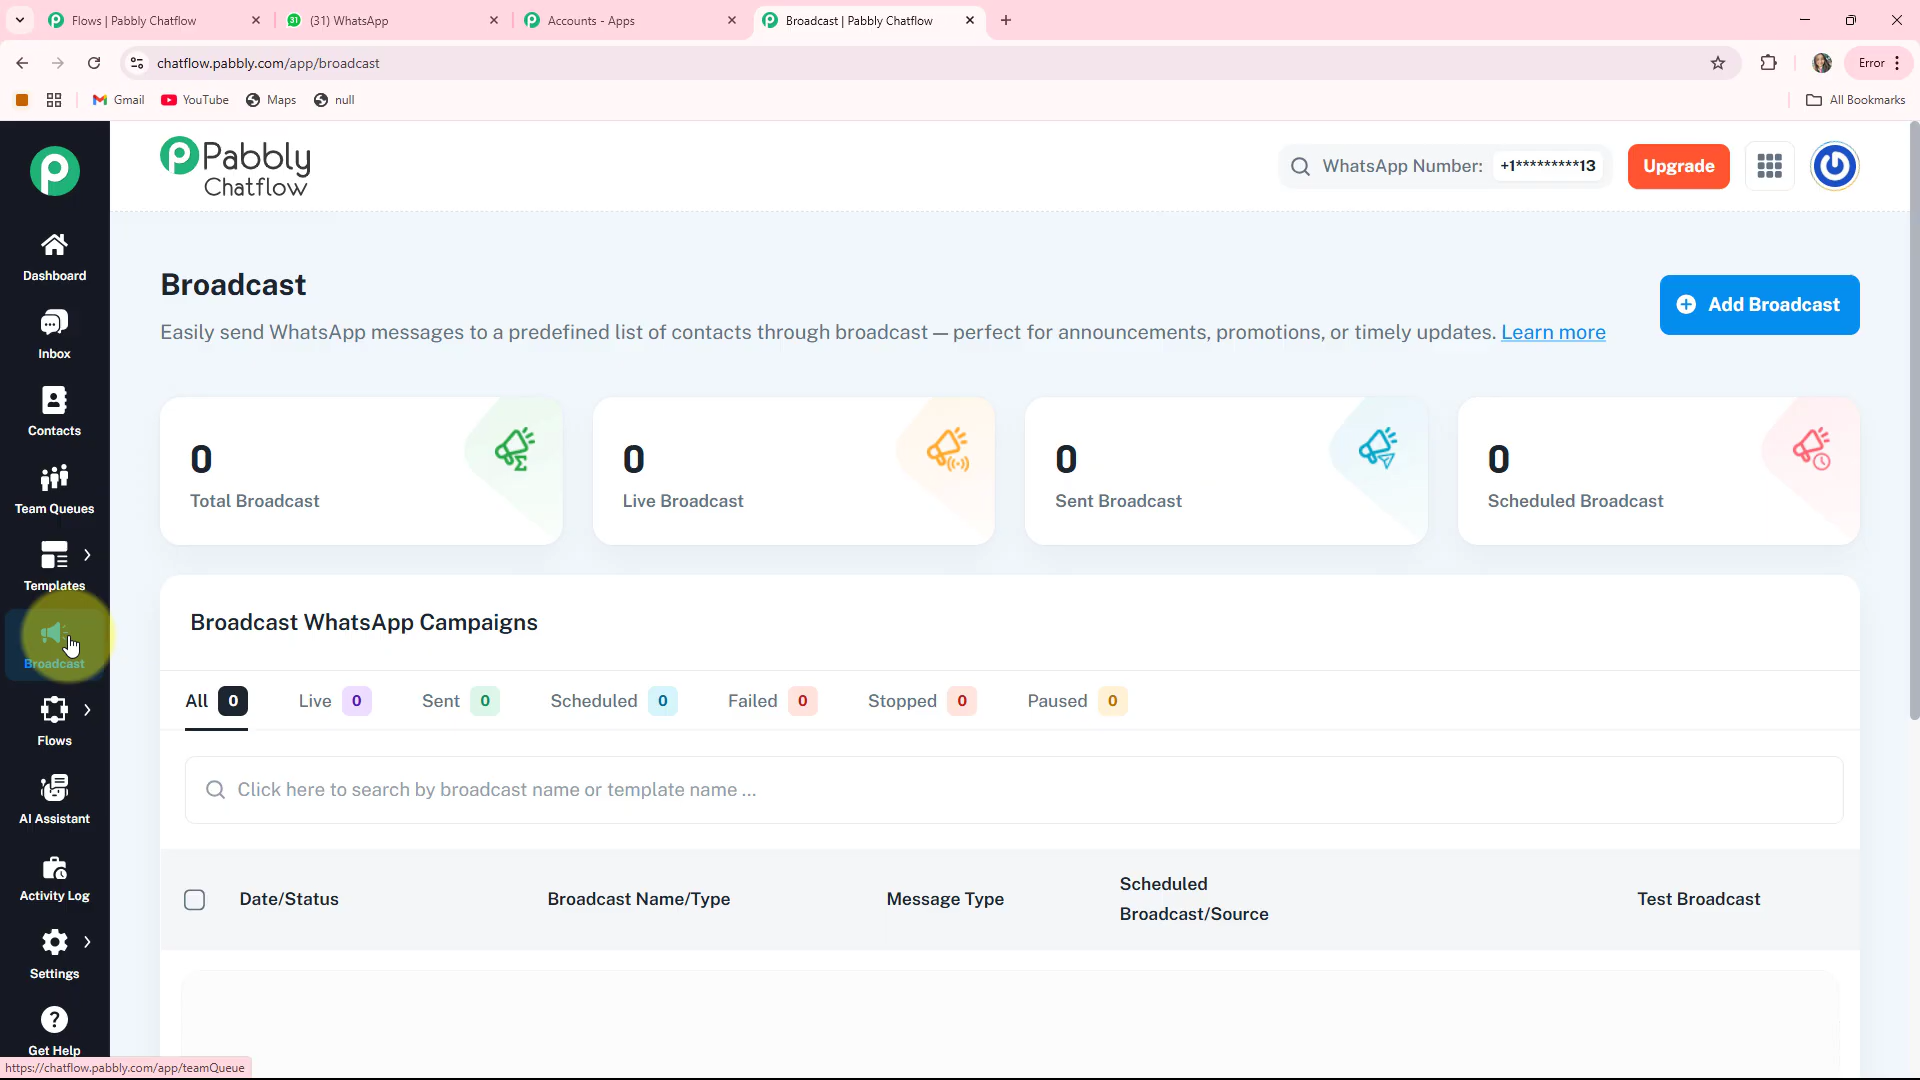 Flows | Pabbly Chatflow
(31) WhatsApp
Accounts - Apps
Broadcast | Pabbly Chatflow
chatflow.pabbly.com/app/broadcast
Error
Gmail
YouTube
Maps
null
All Bookmarks
Pabbly
Chatflow
WhatsApp Number: +1*********13
Upgrade
Dashboard
Inbox
Contacts
Team Queues
Templates
Broadcast
Flows
AI Assistant
Activity Log
Settings
Get Help
Broadcast
Easily send WhatsApp messages to a predefined list of contacts through broadcast — perfect for announcements, promotions, or timely updates. Learn more
Add Broadcast
0
Total Broadcast
0
Live Broadcast
0
Sent Broadcast
0
Scheduled Broadcast
Broadcast WhatsApp Campaigns
All 0 Live 0 Sent 0 Scheduled 0 Failed 0 Stopped 0 Paused 0
Click here to search by broadcast name or template name ...
Date/Status
Broadcast Name/Type
Message Type
Scheduled
Broadcast/Source
Test Broadcast
https://chatflow.pabbly.com/app/teamQueue